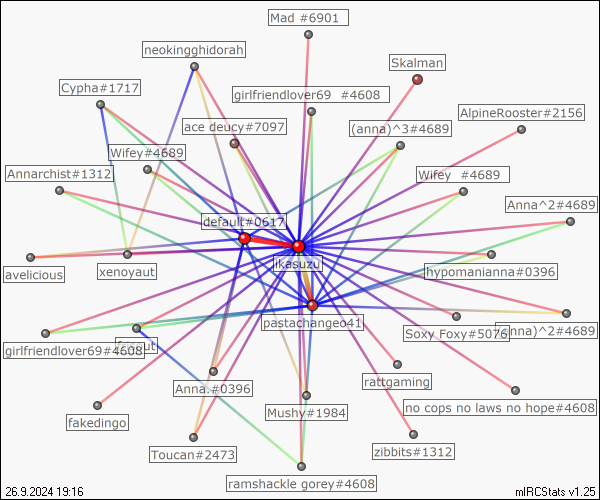 Mad #6901
neokingghidorah
Skalman
Cypha#1717
girlfriendlover69 #4608
AlpineRooster#2156
ace deucy#7097
(anna)^3#4689
Wifey#4689
Annarchist#1312
Wifey #4689
Anna^2#4689
default#0617
ikasuzu
avelicious
xenoyaut
hypomanianna#0396
pastachangeo41
Soxy Foxy#5076
nna)^2#4689
girlfriendlover69#4608
Anna.#0396
rattgaming
fakedingo
Mushy#1984
no cops no laws no hope#4608
Toucan#2473
zibbits#1312
ramshackle gorey#4608
26.9.2024 19:16
mIRCStats v1.25